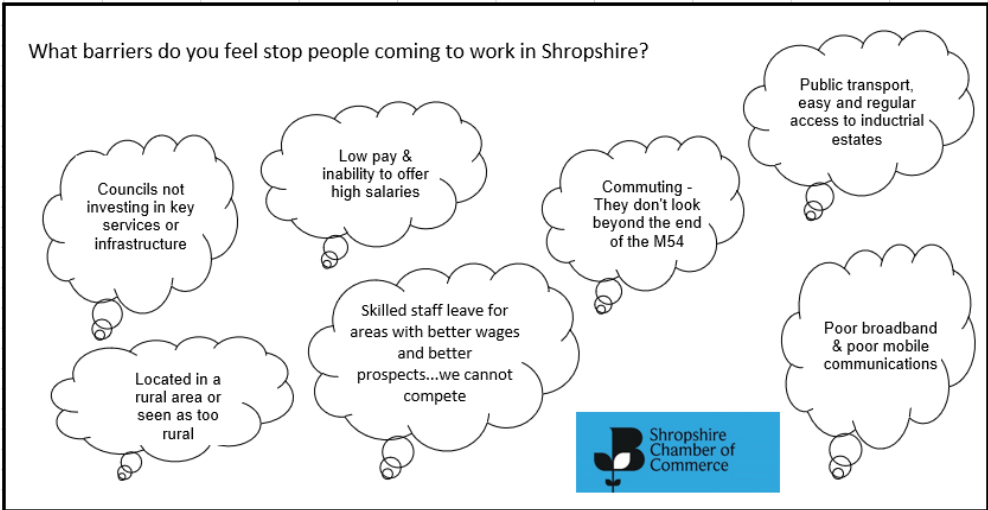 What barriers do you feel stop people coming to work in Shropshire?
Public transport,
easy and regular
access to inductrial
estates
Low pay &
inability to offer
high salaries
Councils not
investing in key
services or
infrastructure
Commuting -
They don't look
beyond the end
of the M54
Skilled staff leave for
areas with better wages
and better
prospects...we cannot
compete
Poor broadband
& poor mobile
communications
Located in a
rural area or
seen as too
rural
Shropshire
Chamber of
Commerce